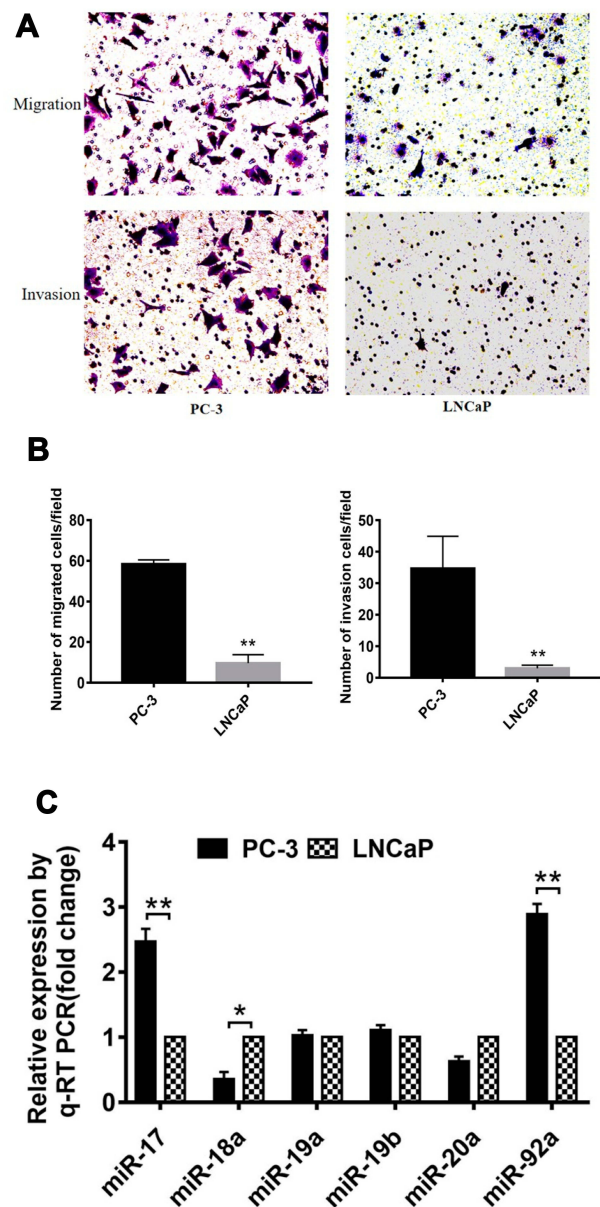 A
Migration
Invasion
PC-3
LNCaP
B
Number of migrated cells/field
80
60
40
20
0
**
PC-3
LNCaP
Number of invasion cells/field
50
40
30
20
10
0
**
PC-3
LNCaP
C
PC-3
LNCaP
Relative expression by
q-RT PCR(fold change)
4
3
2
1
0
**
*
**
miR-17
miR-18a
miR-19a
miR-19b
miR-20a
miR-92a